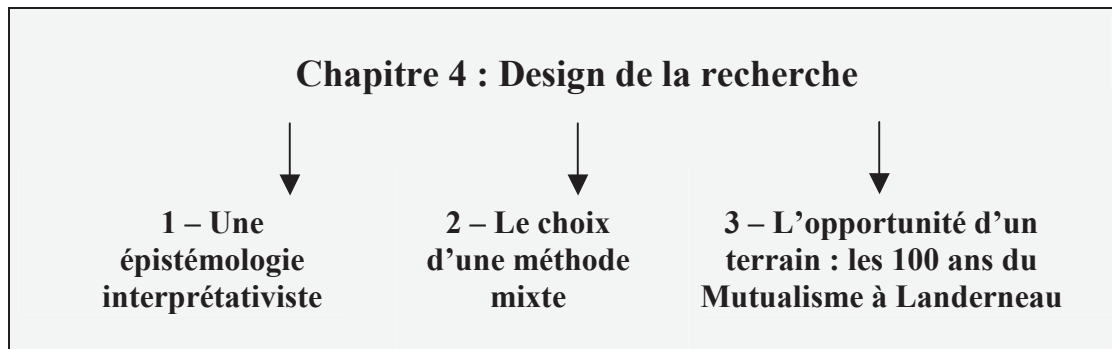 Chapitre 4 : Design de la recherche
1 – Une
épistémologie
interprétativiste
2 – Le choix
d’une méthode
mixte
3 – L’opportunité d’un
terrain : les 100 ans du
Mutualisme à Landerneau